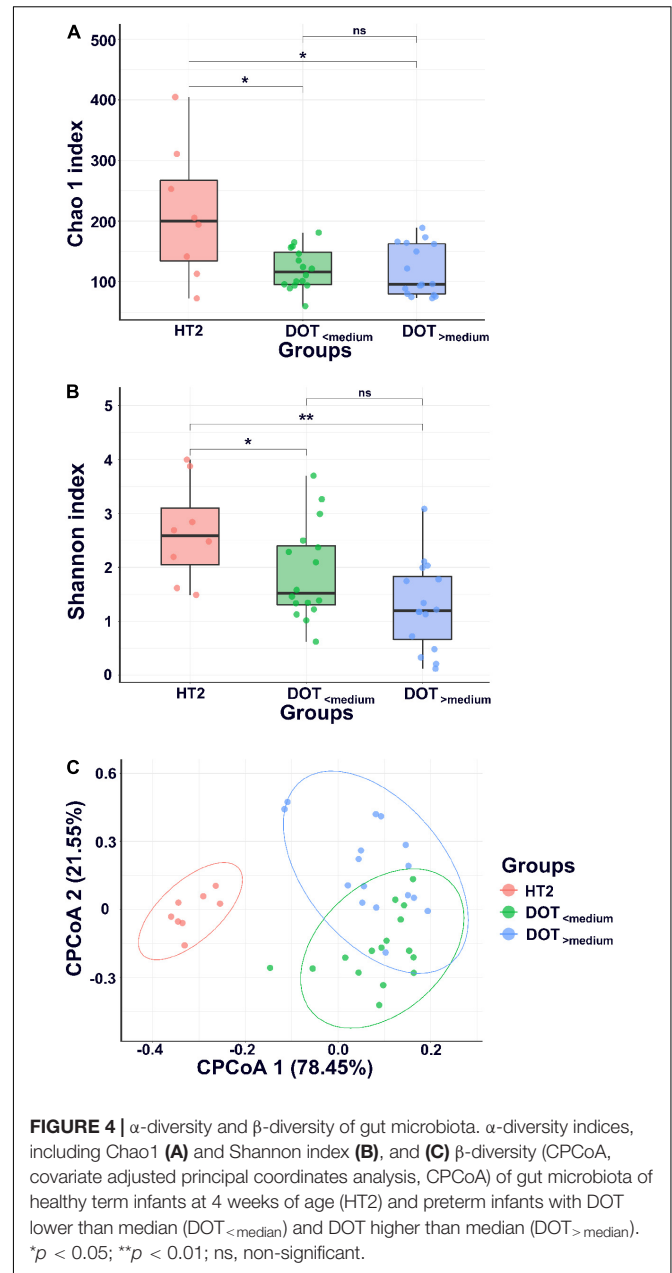 A
500
400
300
200
100
Chao 1 index
ns
*
*
HT2
DOT <medium
DOT >medium
Groups
B
5
4
3
2
1
0
Shannon index
ns
**
*
HT2
DOT <medium
DOT >medium
Groups
C
0.6
0.3
0
-0.3
CPCoA 2 (21.55%)
-0.4
-0.2
0.0
0.2
CPCoA 1 (78.45%)
Groups
HT2
DOT <medium
DOT >medium
FIGURE 4 | α-diversity and β-diversity of gut microbiota. α-diversity indices,
including Chao1 (A) and Shannon index (B), and (C) β-diversity (CPCoA,
covariate adjusted principal coordinates analysis, CPCoA) of gut microbiota of
healthy term infants at 4 weeks of age (HT2) and preterm infants with DOT
lower than median (DOT<median) and DOT higher than median (DOT>median).
*p < 0.05; **p < 0.01; ns, non-significant.